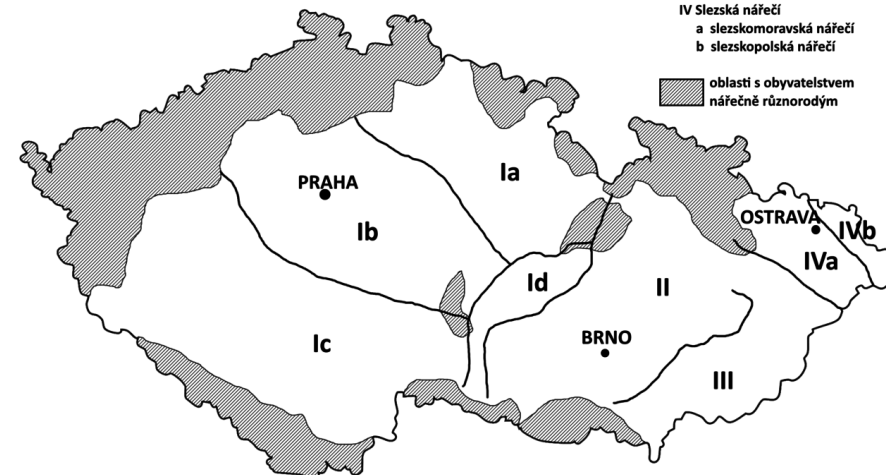 IV Slezská nářečí
a slezskomoravská nářečí
b slezskopolská nářečí
oblasti s obyvatelstvem
nářečně různorodým
Ia
PRAHA
OSTRAVA
IVb
Ib
IVa
Id
II
Ic
BRNO
III